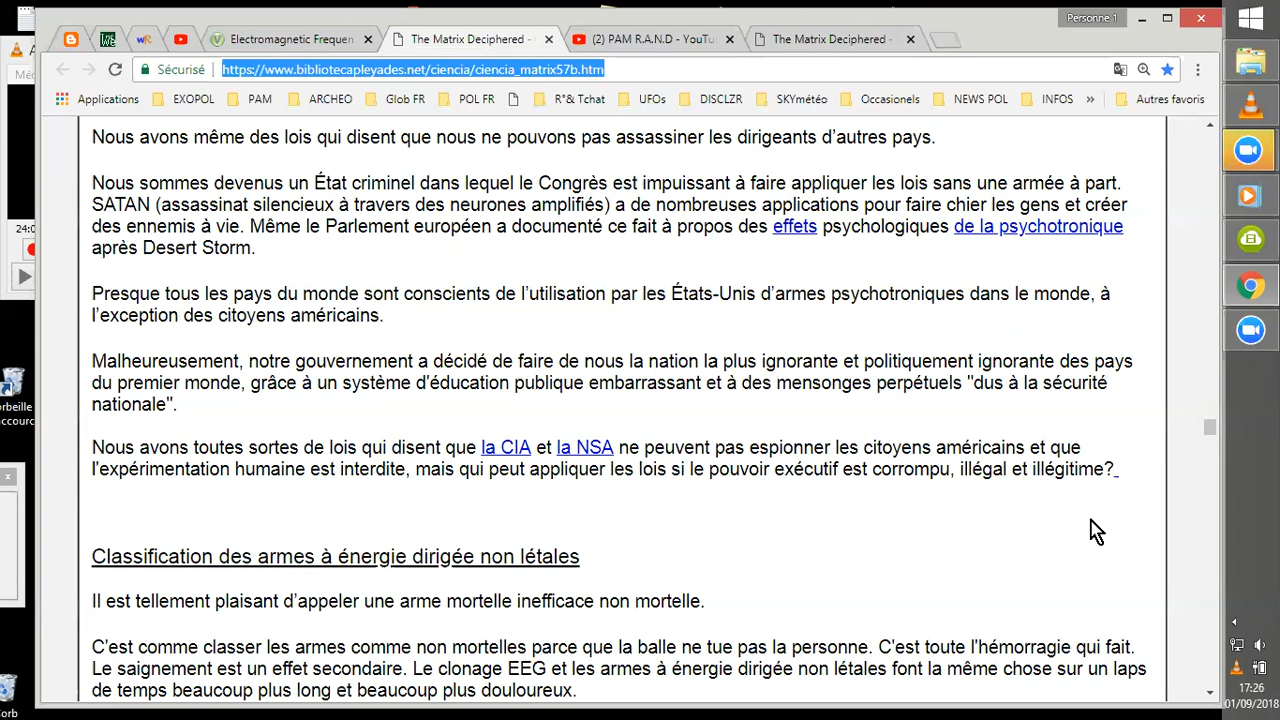 Personne 1
Electromagnetic Frequen
The Matrix Deciphered -
(2) PAM R.A.N.D - YouTu
The Matrix Deciphered -
Sécurisé
https://www.bibliotecapleyades.net/ciencia/ciencia_matrix57b.htm
Applications EXOPOL PAM ARCHEO Glob FR POL FR R°& Tchat UFOs DISCLZR SKYmétéo Occasionels NEWS POL INFOS » Autres favoris
Nous avons même des lois qui disent que nous ne pouvons pas assassiner les dirigeants d’autres pays.
Nous sommes devenus un État criminel dans lequel le Congrès est impuissant à faire appliquer les lois sans une armée à part.
SATAN (assassinat silencieux à travers des neurones amplifiés) a de nombreuses applications pour faire chier les gens et créer
des ennemis à vie. Même le Parlement européen a documenté ce fait à propos des effets psychologiques de la psychotronique
après Desert Storm.
Presque tous les pays du monde sont conscients de l’utilisation par les États-Unis d’armes psychotroniques dans le monde, à
l’exception des citoyens américains.
Malheureusement, notre gouvernement a décidé de faire de nous la nation la plus ignorante et politiquement ignorante des pays
du premier monde, grâce à un système d'éducation publique embarrassant et à des mensonges perpétuels "dus à la sécurité
nationale".
Nous avons toutes sortes de lois qui disent que la CIA et la NSA ne peuvent pas espionner les citoyens américains et que
l'expérimentation humaine est interdite, mais qui peut appliquer les lois si le pouvoir exécutif est corrompu, illégal et illégitime?
Classification des armes à énergie dirigée non létales
Il est tellement plaisant d’appeler une arme mortelle inefficace non mortelle.
C'est comme classer les armes comme non mortelles parce que la balle ne tue pas la personne. C'est toute l'hémorragie qui fait.
Le saignement est un effet secondaire. Le clonage EEG et les armes à énergie dirigée non létales font la même chose sur un laps
de temps beaucoup plus long et beaucoup plus douloureux.
17:26
01/09/2018